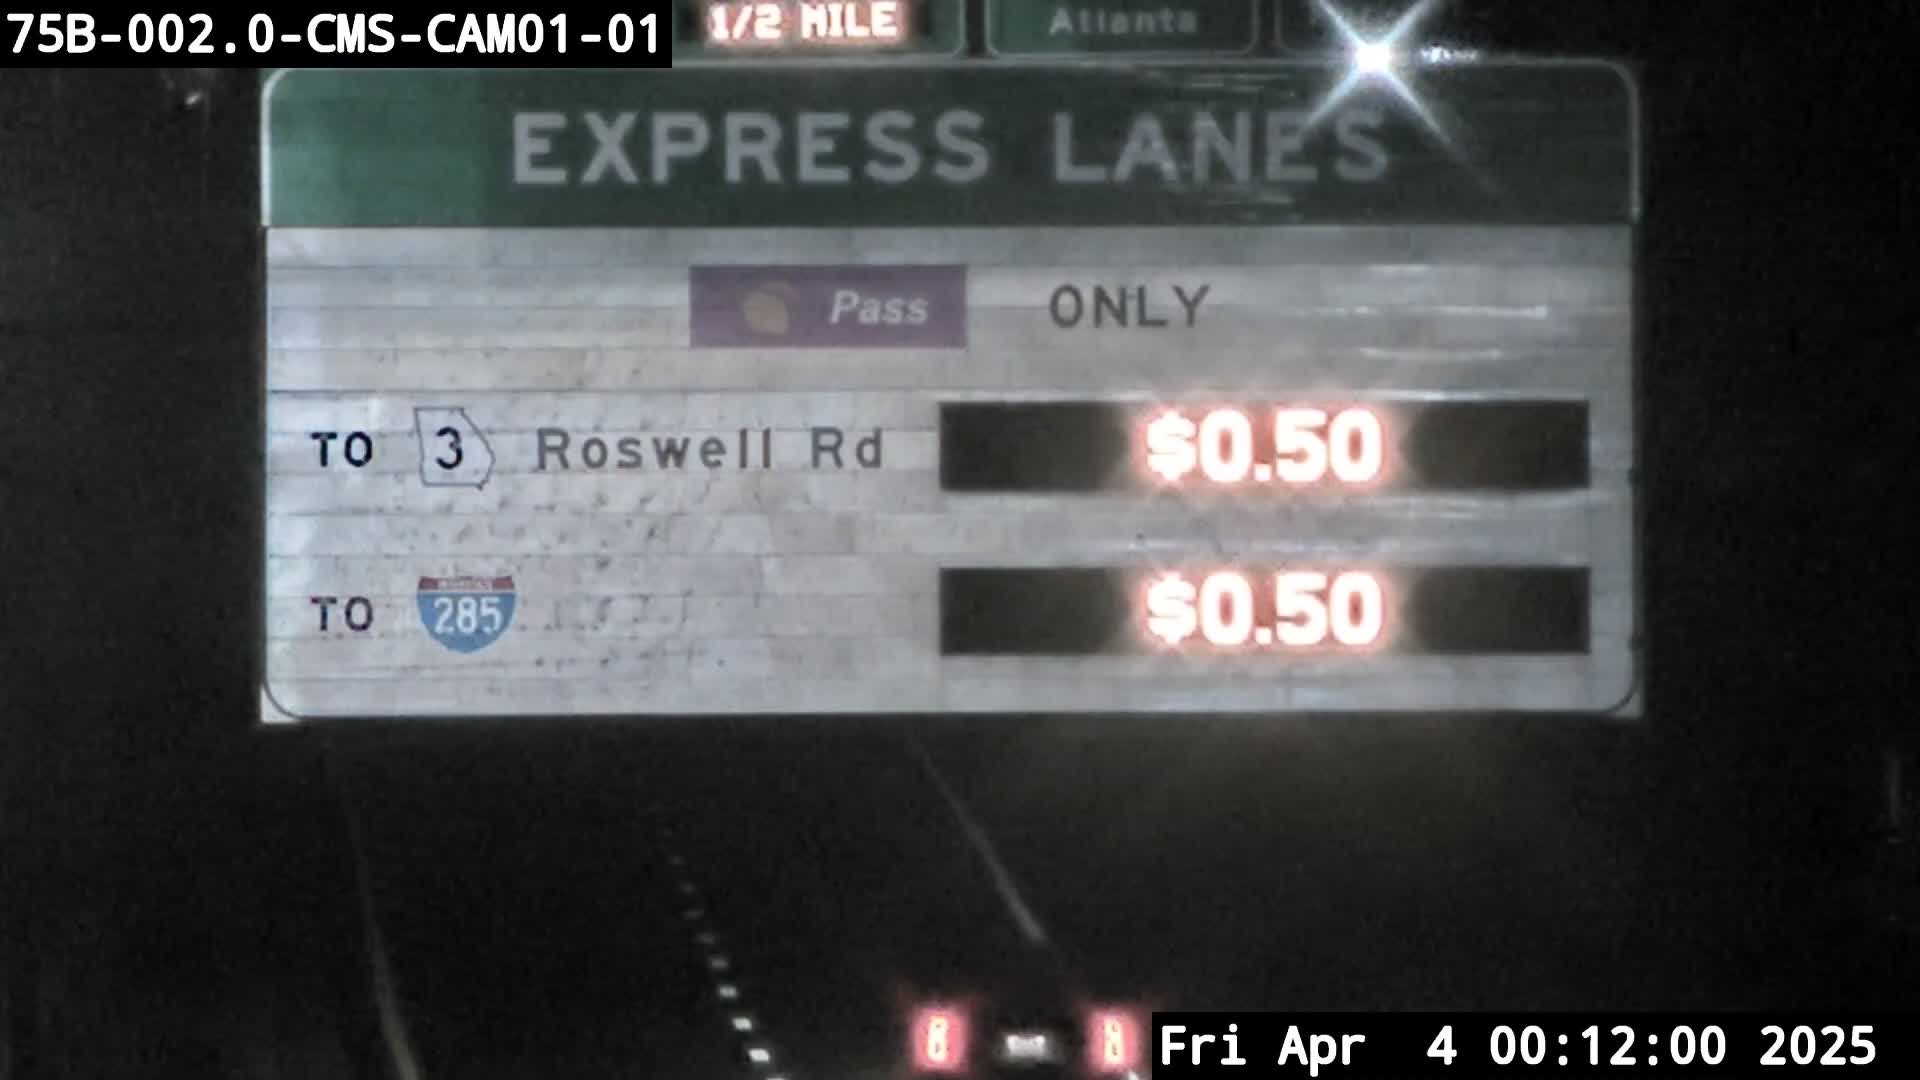 75B-002.0-CMS-CAM01-01
1/2 MILE
Atlanta
EXPRESS LANES
Pass ONLY
TO 3 Roswell Rd $0.50
TO 285 $0.50
Fri Apr 4 00:12:00 2025